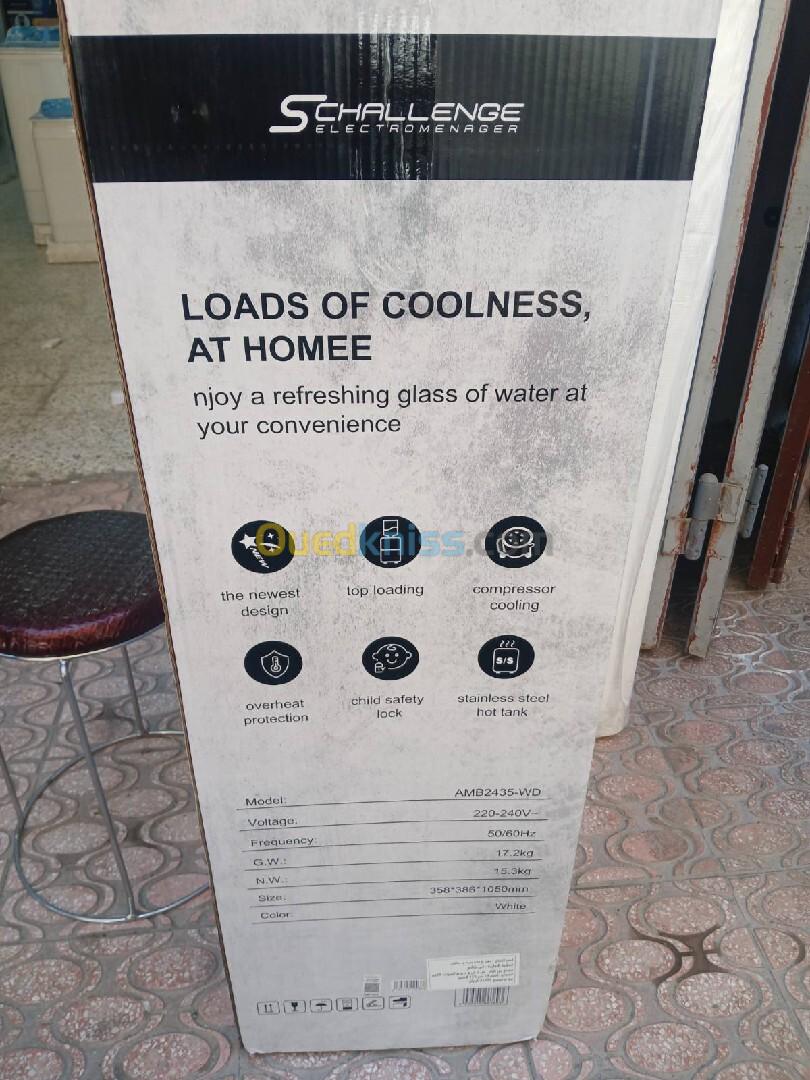 SCHALLENGE
ELECTROMENAGER
LOADS OF COOLNESS,
AT HOMEE
njoy a refreshing glass of water at
your convenience
Ouedkniss.com
NEW
the newest
design
top loading
compressor
cooling
S/S
overheat
protection
child safety
lock
stainless steel
hot tank
Model: AMB2435-WD
Voltage: 220-240V~
Frequency: 50/60Hz
G.W.: 17.2kg
N.W.: 15.3kg
Size: 358*386*1050mm
Color: White